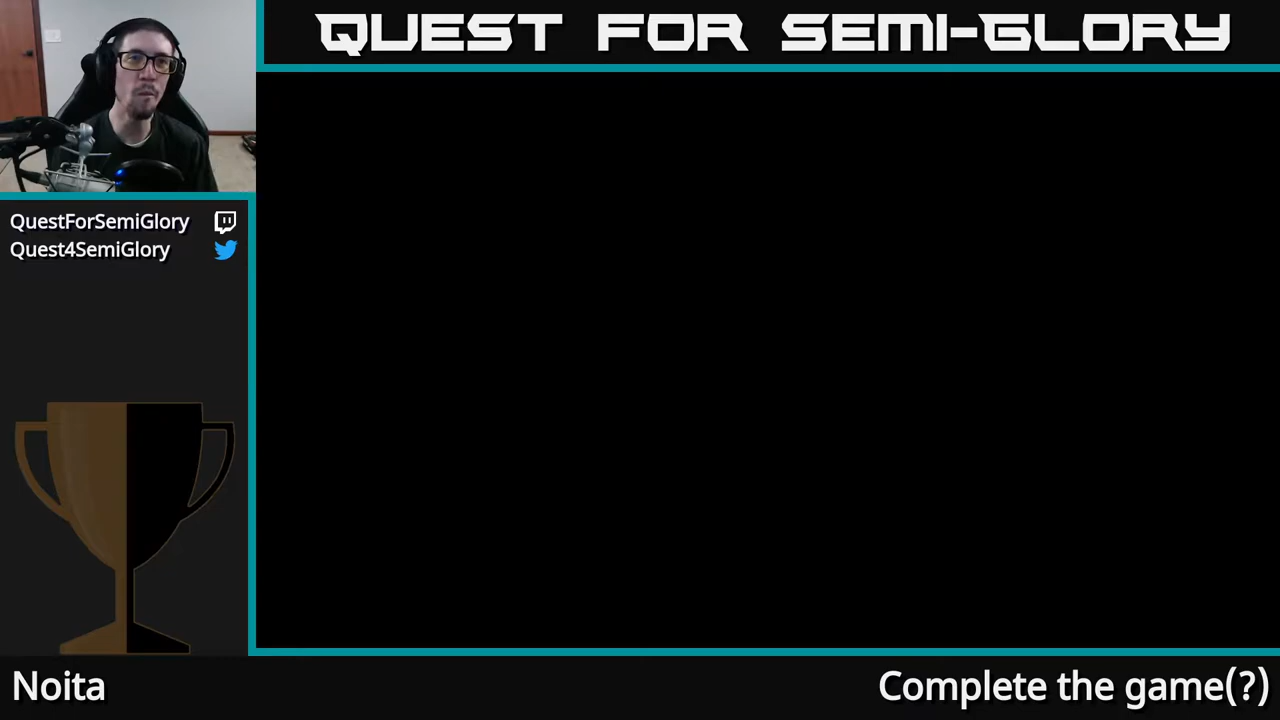 QUEST FOR SEMI-GLORY
QuestForSemiGlory
Quest4SemiGlory
Noita
Complete the game(?)